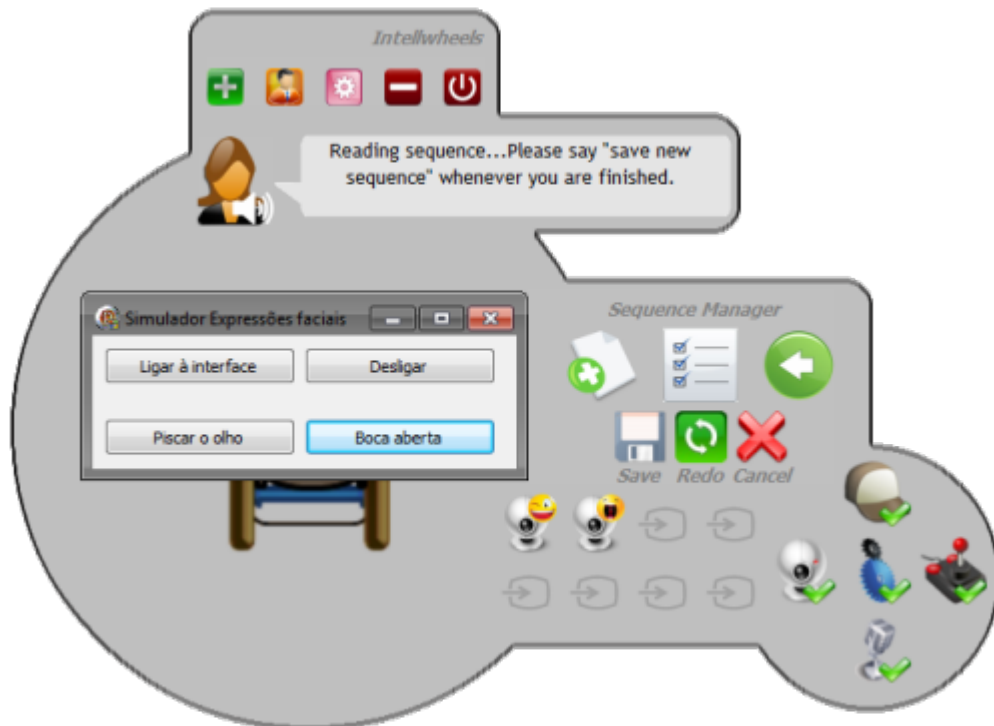 Intellwheels
Reading sequence...Please say "save new
sequence" whenever you are finished.
Simulador Expressões faciais
Ligar à interface
Desligar
Piscar o olho
Boca aberta
Sequence Manager
Save Redo Cancel